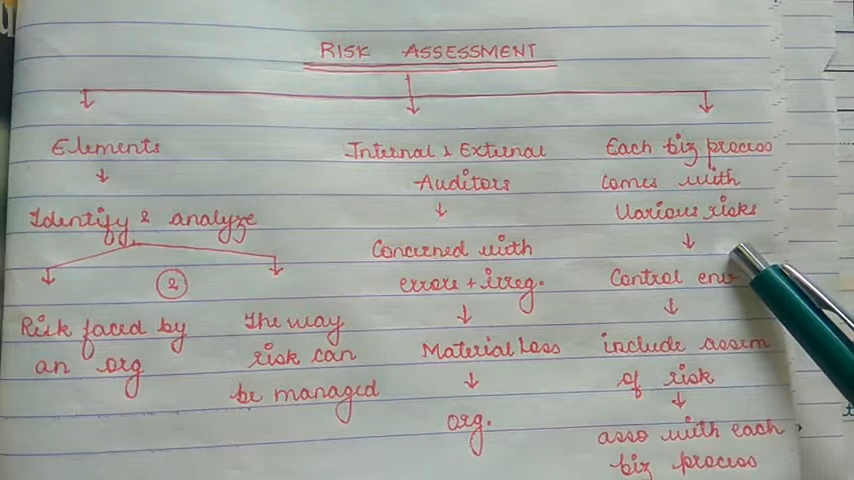 RISK ASSESSMENT
Elements
Identify & analyze
&
Risk faced by
an org
The way
risk can
be managed
Internal & External
Auditors
Concerned with
errors + irreg.
Material Loss
org.
Each biz process
comes with
Various risks
Control env
include assem
of risk
asso with each
biz process